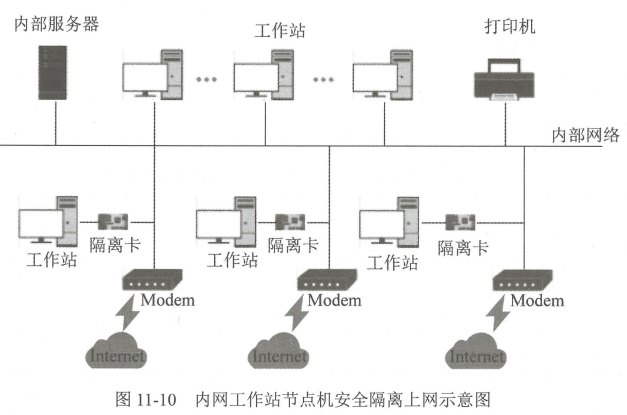 内部服务器
工作站
打印机
内部网络
隔离卡
隔离卡
隔离卡
工作站
工作站
工作站
Modem
Modem
Modem
Internet
Internet
Internet
图 11-10 内网工作站节点机安全隔离上网示意图